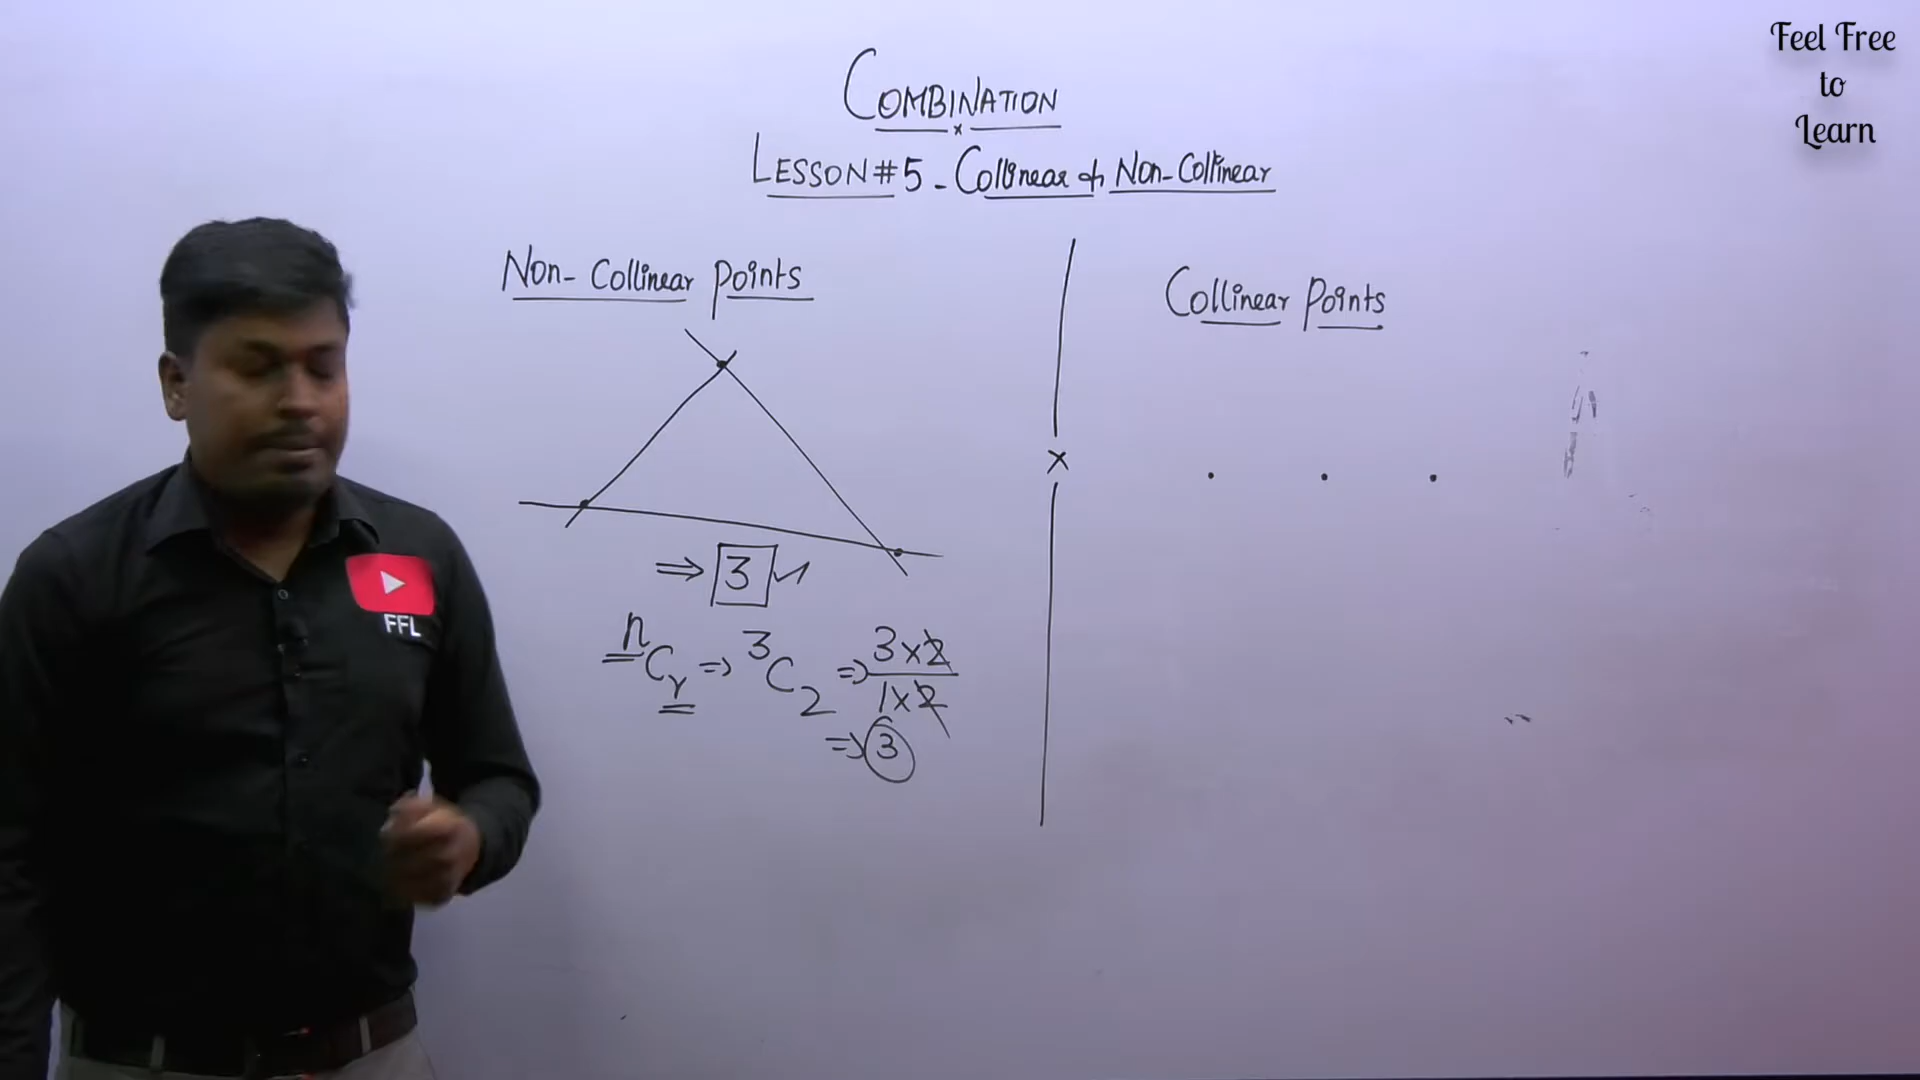 Feel Free
to
Learn
COMBINATION
LESSON # 5 - Collinear & Non-Collinear
Non-Collinear Points
Collinear Points
⇒ 3 ✓
ⁿCᵣ ⇒ ³C₂ ⇒ 3×2 / 1×2
⇒ 3
FFL